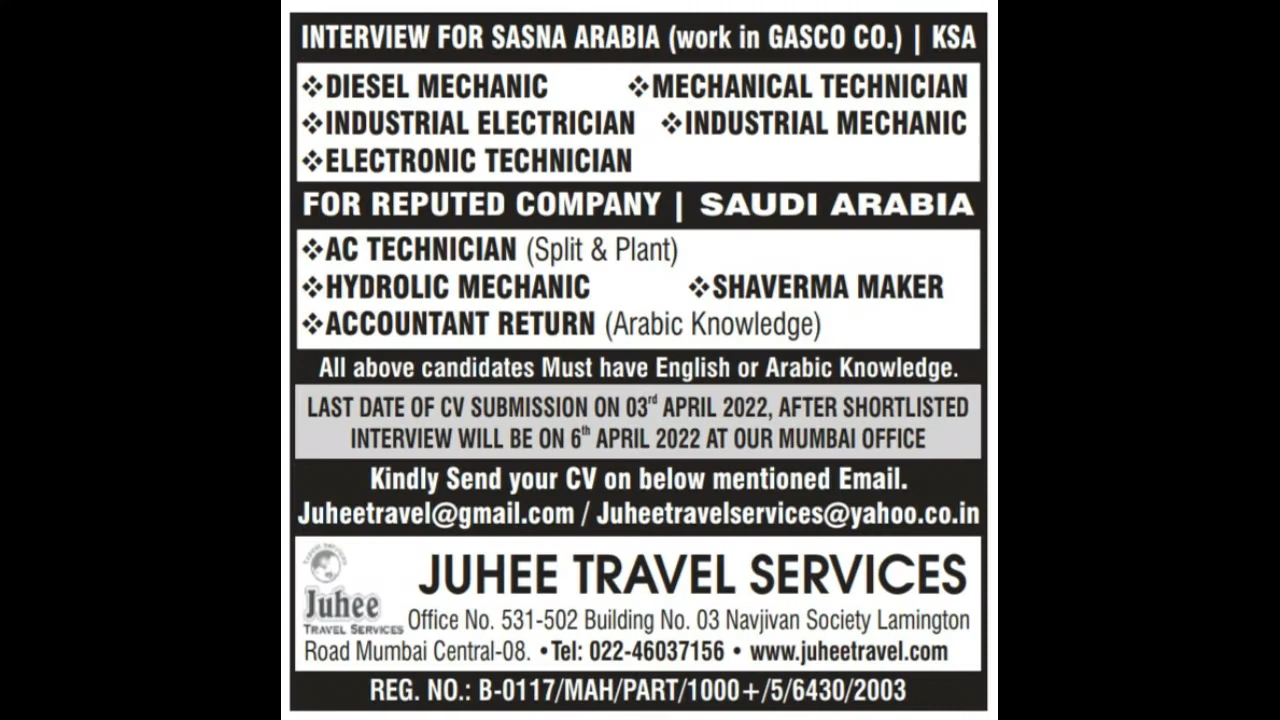 INTERVIEW FOR SASNA ARABIA (work in GASCO CO.) | KSA
❖DIESEL MECHANIC ❖MECHANICAL TECHNICIAN
❖INDUSTRIAL ELECTRICIAN ❖INDUSTRIAL MECHANIC
❖ELECTRONIC TECHNICIAN
FOR REPUTED COMPANY | SAUDI ARABIA
❖AC TECHNICIAN (Split & Plant)
❖HYDROLIC MECHANIC ❖SHAVERMA MAKER
❖ACCOUNTANT RETURN (Arabic Knowledge)
All above candidates Must have English or Arabic Knowledge.
LAST DATE OF CV SUBMISSION ON 03rd APRIL 2022, AFTER SHORTLISTED
INTERVIEW WILL BE ON 6th APRIL 2022 AT OUR MUMBAI OFFICE
Kindly Send your CV on below mentioned Email.
Juheetravel@gmail.com / Juheetravelservices@yahoo.co.in
JUHEE TRAVEL SERVICES
Juhee
TRAVEL SERVICES
Office No. 531-502 Building No. 03 Navjivan Society Lamington
Road Mumbai Central-08. •Tel: 022-46037156 • www.juheetravel.com
REG. NO.: B-0117/MAH/PART/1000+/5/6430/2003